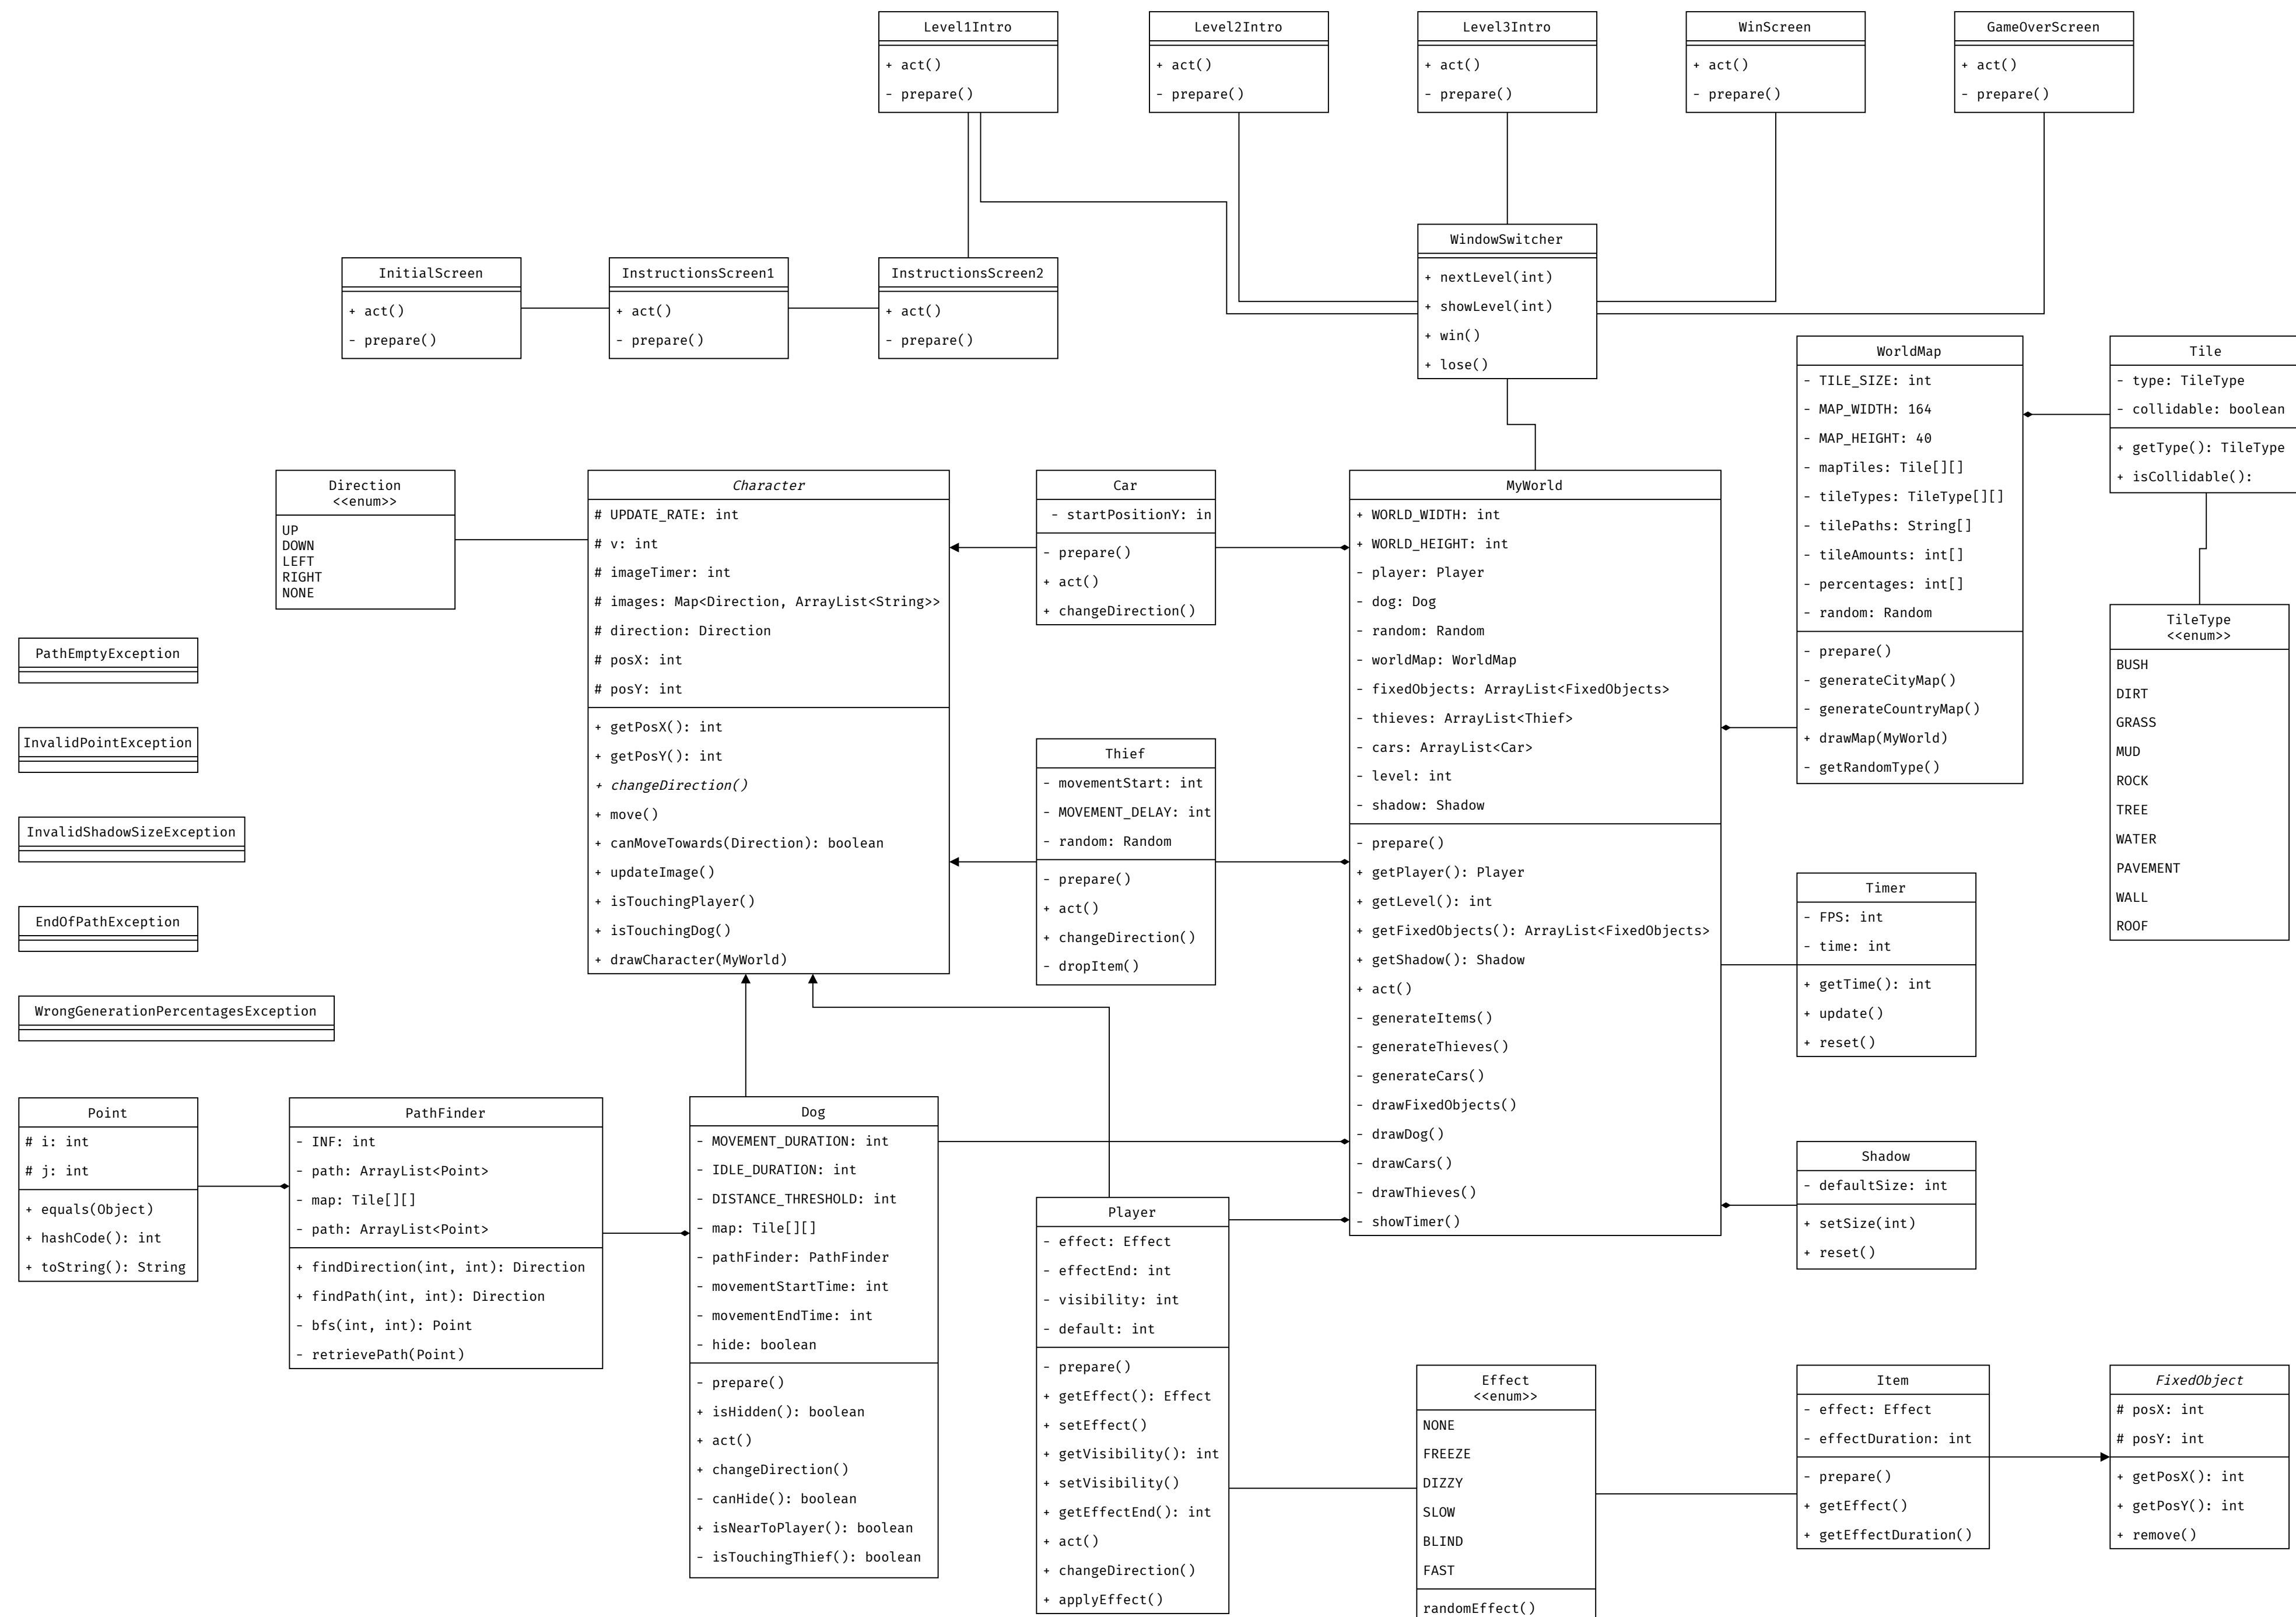 Level1Intro
+ act()
- prepare()
Level2Intro
+ act()
- prepare()
Level3Intro
+ act()
- prepare()
WinScreen
+ act()
- prepare()
GameOverScreen
+ act()
- prepare()
InitialScreen
+ act()
- prepare()
InstructionsScreen1
+ act()
- prepare()
InstructionsScreen2
+ act()
- prepare()
WindowSwitcher
+ nextLevel(int)
+ showLevel(int)
+ win()
+ lose()
WorldMap
- TILE_SIZE: int
- MAP_WIDTH: 164
- MAP_HEIGHT: 40
- mapTiles: Tile[][]
- tileTypes: TileType[][]
- tilePaths: String[]
- tileAmounts: int[]
- percentages: int[]
- random: Random
- prepare()
- generateCityMap()
- generateCountryMap()
+ drawMap(MyWorld)
- getRandomType()
Tile
- type: TileType
- collidable: boolean
+ getType(): TileType
+ isCollidable():
Direction
<<enum>>
UP
DOWN
LEFT
RIGHT
NONE
Character
# UPDATE_RATE: int
# v: int
# imageTimer: int
# images: Map<Direction, ArrayList<String>>
# direction: Direction
# posX: int
# posY: int
+ getPosX(): int
+ getPosY(): int
+ changeDirection()
+ move()
+ canMoveTowards(Direction): boolean
+ updateImage()
+ isTouchingPlayer()
+ isTouchingDog()
+ drawCharacter(MyWorld)
Car
- startPositionY: in
- prepare()
+ act()
+ changeDirection()
MyWorld
+ WORLD_WIDTH: int
+ WORLD_HEIGHT: int
- player: Player
- dog: Dog
- random: Random
- worldMap: WorldMap
- fixedObjects: ArrayList<FixedObjects>
- thieves: ArrayList<Thief>
- cars: ArrayList<Car>
- level: int
- shadow: Shadow
- prepare()
+ getPlayer(): Player
+ getLevel(): int
+ getFixedObjects(): ArrayList<FixedObjects>
+ getShadow(): Shadow
+ act()
- generateItems()
- generateThieves()
- generateCars()
- drawFixedObjects()
- drawDog()
- drawCars()
- drawThieves()
- showTimer()
TileType
<<enum>>
BUSH
DIRT
GRASS
MUD
ROCK
TREE
WATER
PAVEMENT
WALL
ROOF
PathEmptyException
InvalidPointException
InvalidShadowSizeException
EndOfPathException
WrongGenerationPercentagesException
Thief
- movementStart: int
- MOVEMENT_DELAY: int
- random: Random
- prepare()
+ act()
+ changeDirection()
- dropItem()
Timer
- FPS: int
- time: int
+ getTime(): int
+ update()
+ reset()
Point
# i: int
# j: int
+ equals(Object)
+ hashCode(): int
+ toString(): String
PathFinder
- INF: int
- path: ArrayList<Point>
- map: Tile[][]
- path: ArrayList<Point>
+ findDirection(int, int): Direction
+ findPath(int, int): Direction
- bfs(int, int): Point
- retrievePath(Point)
Dog
- MOVEMENT_DURATION: int
- IDLE_DURATION: int
- DISTANCE_THRESHOLD: int
- map: Tile[][]
- pathFinder: PathFinder
- movementStartTime: int
- movementEndTime: int
- hide: boolean
- prepare()
+ isHidden(): boolean
+ act()
+ changeDirection()
- canHide(): boolean
+ isNearToPlayer(): boolean
- isTouchingThief(): boolean
Player
- effect: Effect
- effectEnd: int
- visibility: int
- default: int
- prepare()
+ getEffect(): Effect
+ setEffect()
+ getVisibility(): int
+ setVisibility()
+ getEffectEnd(): int
+ act()
+ changeDirection()
+ applyEffect()
Shadow
- defaultSize: int
+ setSize(int)
+ reset()
Effect
<<enum>>
NONE
FREEZE
DIZZY
SLOW
BLIND
FAST
randomEffect()
Item
- effect: Effect
- effectDuration: int
- prepare()
+ getEffect()
+ getEffectDuration()
FixedObject
# posX: int
# posY: int
+ getPosX(): int
+ getPosY(): int
+ remove()